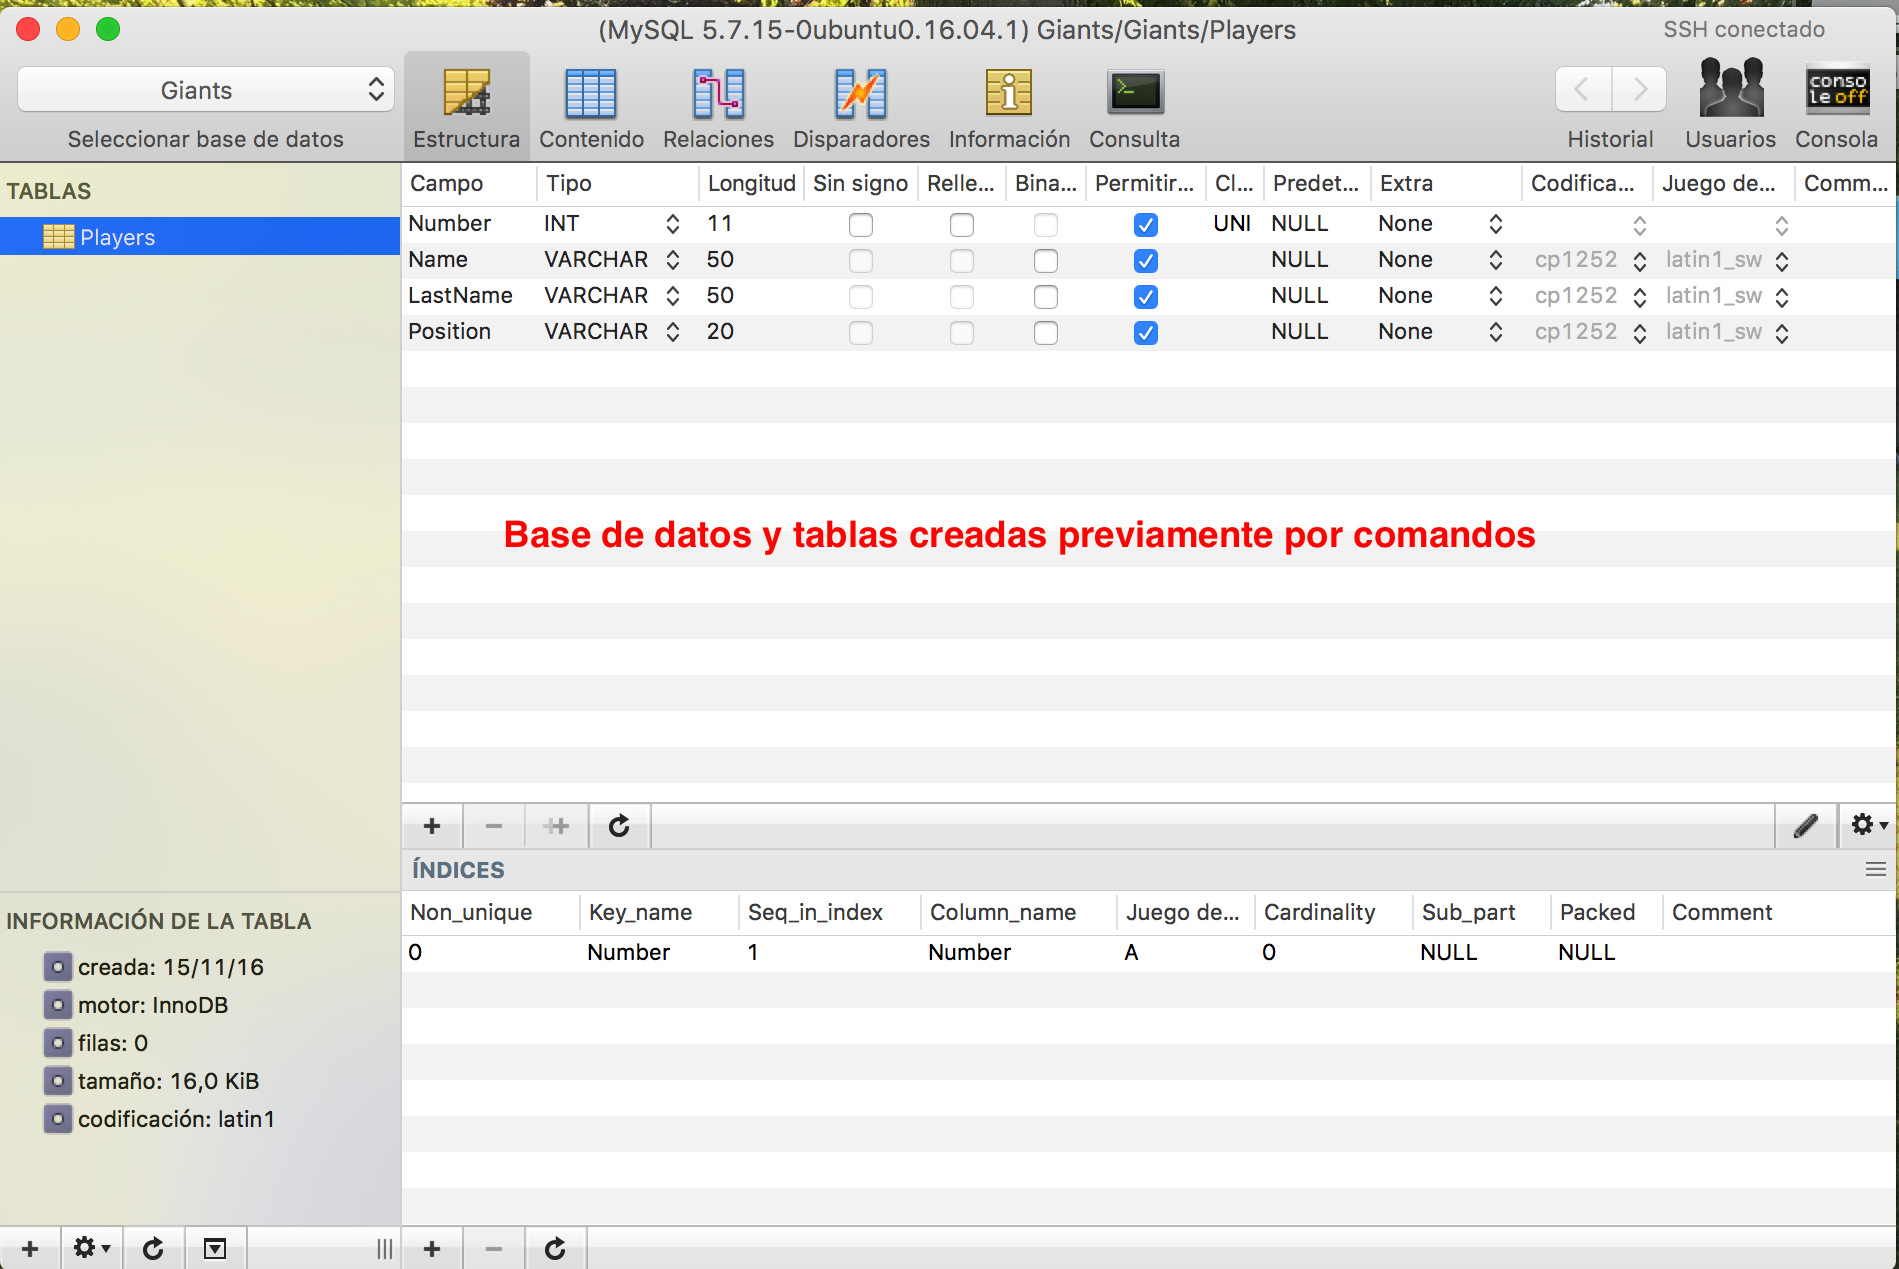 (MySQL 5.7.15-0ubuntu0.16.04.1) Giants/Giants/Players
SSH conectado
Giants
Seleccionar base de datos
Estructura Contenido Relaciones Disparadores Información Consulta
Historial Usuarios Consola
conso
le off
TABLAS
Players
Campo Tipo Longitud Sin signo Relle... Bina... Permitir... Cl... Predet... Extra Codifica... Juego de... Comm...
Number INT 11 UNI NULL None
Name VARCHAR 50 NULL None cp1252 latin1_sw
LastName VARCHAR 50 NULL None cp1252 latin1_sw
Position VARCHAR 20 NULL None cp1252 latin1_sw
Base de datos y tablas creadas previamente por comandos
ÍNDICES
Non_unique Key_name Seq_in_index Column_name Juego de... Cardinality Sub_part Packed Comment
0 Number 1 Number A 0 NULL NULL
INFORMACIÓN DE LA TABLA
creada: 15/11/16
motor: InnoDB
filas: 0
tamaño: 16,0 KiB
codificación: latin1